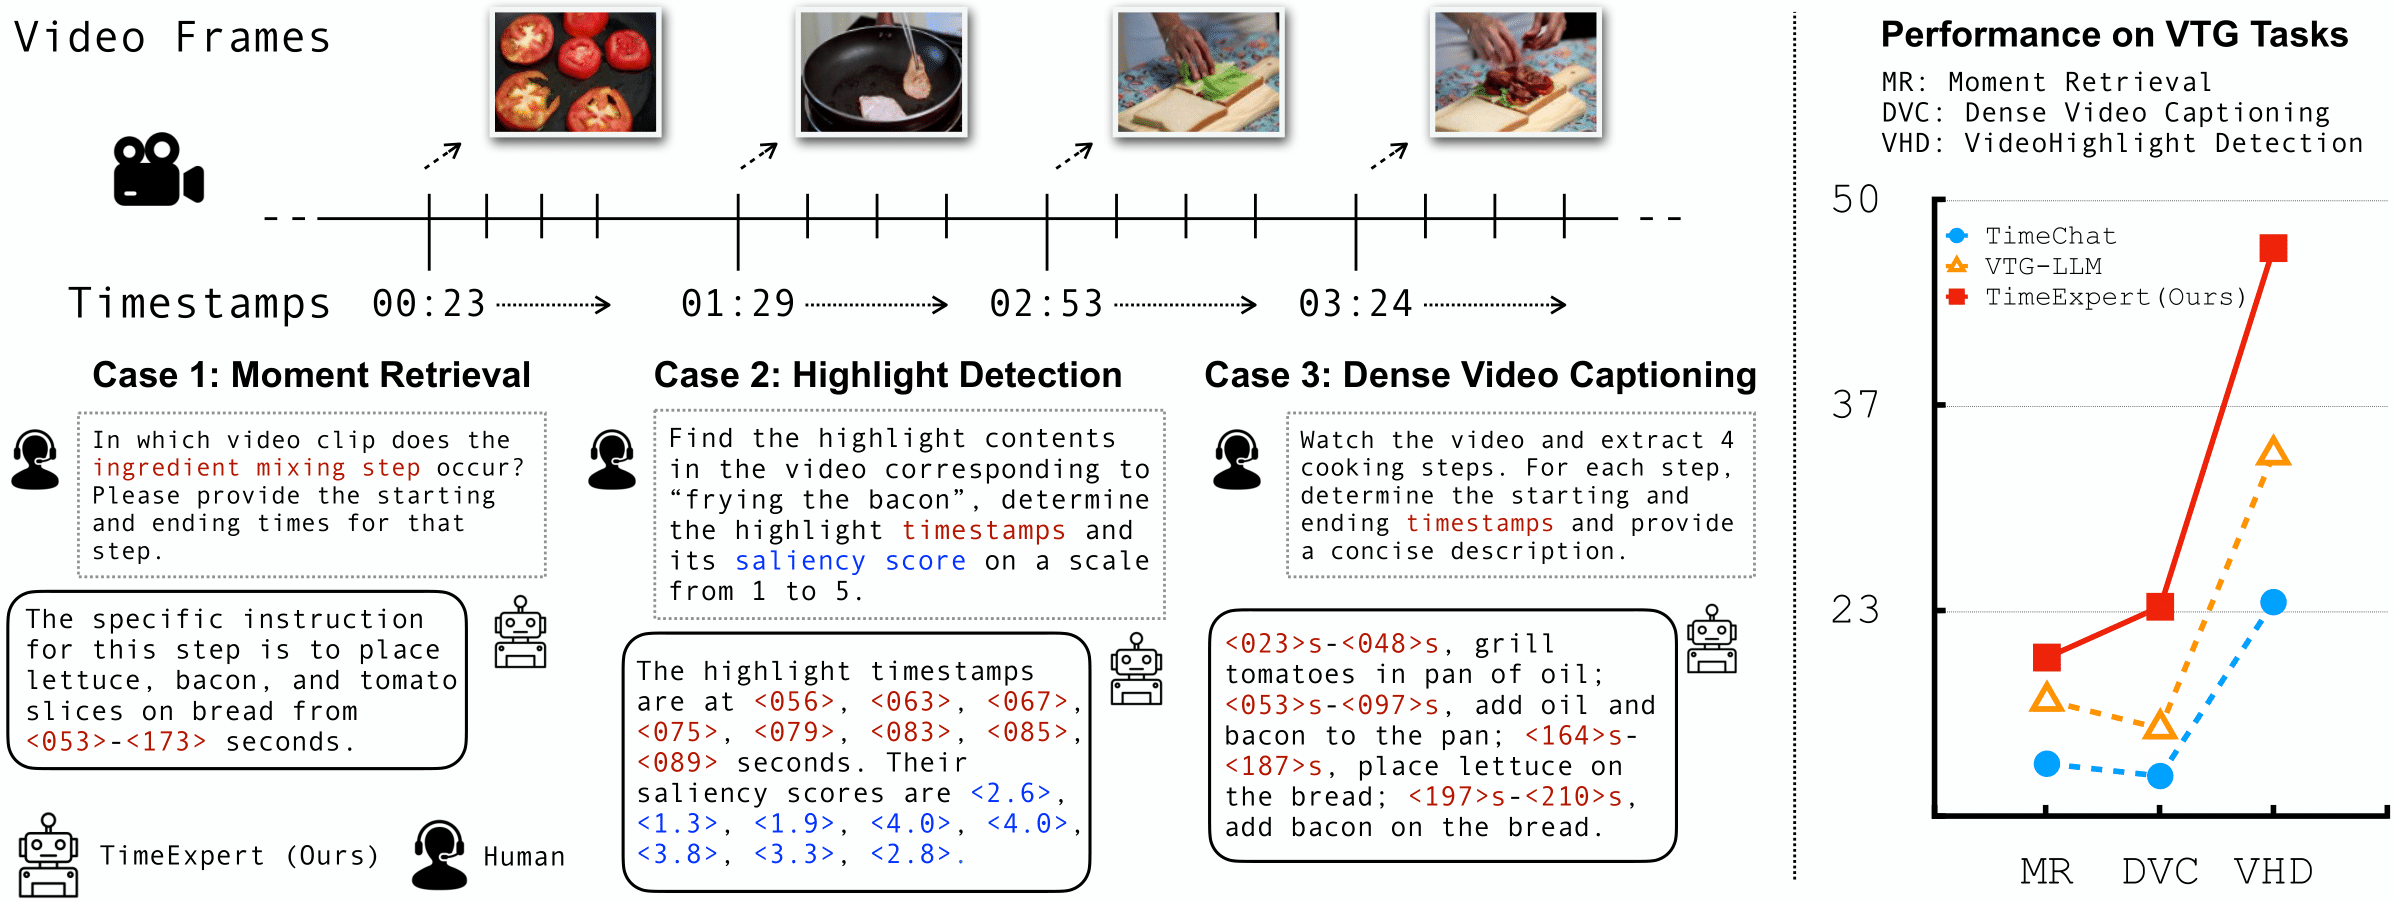 Video Frames
Timestamps
00:23
01:29
02:53
03:24
Case 1: Moment Retrieval
In which video clip does the
ingredient mixing step occur?
Please provide the starting
and ending times for that
step.
The specific instruction
for this step is to place
lettuce, bacon, and tomato
slices on bread from
<053>-<173> seconds.
TimeExpert (Ours)
Human
Case 2: Highlight Detection
Find the highlight contents
in the video corresponding to
“frying the bacon”, determine
the highlight timestamps and
its saliency score on a scale
from 1 to 5.
The highlight timestamps
are at <056>, <063>, <067>,
<075>, <079>, <083>, <085>,
<089> seconds. Their
saliency scores are <2.6>,
<1.3>, <1.9>, <4.0>, <4.0>,
<3.8>, <3.3>, <2.8>.
Case 3: Dense Video Captioning
Watch the video and extract 4
cooking steps. For each step,
determine the starting and
ending timestamps and provide
a concise description.
<023>s-<048>s, grill
tomatoes in pan of oil;
<053>s-<097>s, add oil and
bacon to the pan; <164>s-
<187>s, place lettuce on
the bread; <197>s-<210>s,
add bacon on the bread.
Performance on VTG Tasks
MR: Moment Retrieval
DVC: Dense Video Captioning
VHD: VideoHighlight Detection
50
37
23
TimeChat
VTG-LLM
TimeExpert(Ours)
MR DVC VHD